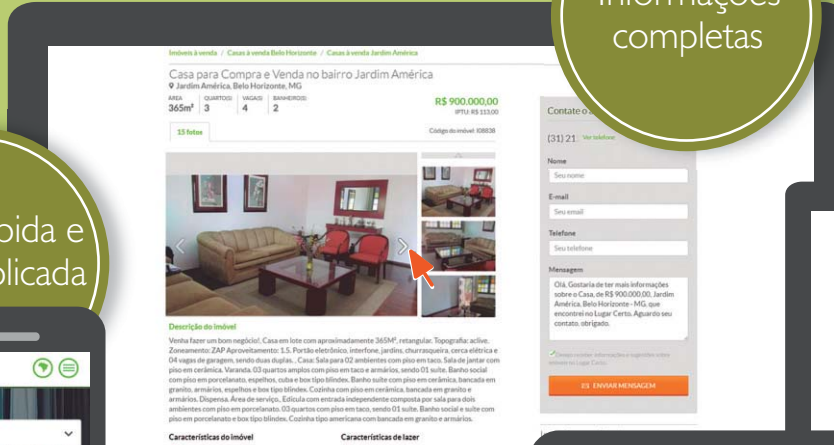 Informações
completas
Imóveis à venda / Casas à venda Belo Horizonte / Casas à venda Jardim América
Casa para Compra e Venda no bairro Jardim América
Jardim América, Belo Horizonte, MG
ÁREA QUARTO(S) VAGA(S) BANHEIRO(S)
365m² 3 4 2
R$ 900.000,00
IPTU: R$ 113,00
15 fotos
Código do imóvel: I08838
Contate o
(31) 21 Ver telefone
Nome
Seu nome
E-mail
Seu email
Telefone
Seu telefone
Mensagem
Olá, Gostaria de ter mais informações
sobre o Casa, de R$ 900.000,00, Jardim
América, Belo Horizonte - MG, que
encontrei no Lugar Certo. Aguardo seu
contato, obrigado.
Desejo receber informações e sugestões sobre
imóveis no Lugar Certo.
ENVIAR MENSAGEM
Descrição do imóvel
Venha fazer um bom negócio!. Casa em lote com aproximadamente 365M², retangular. Topografia: aclive.
Zoneamento: ZAP Aproveitamento: 1.5. Portão eletrônico, interfone, jardins, churrasqueira, cerca elétrica e
04 vagas de garagem, sendo duas duplas. , Casa: Sala para 02 ambientes com piso em taco. Sala de jantar com
piso em cerâmica. Varanda. 03 quartos amplos com piso em taco e armários, sendo 01 suíte. Banho social
com piso em porcelanato, espelhos, cuba e box tipo blindex. Banho suíte com piso em cerâmica, bancada em
granito, armários, espelhos e box tipo blindex. Cozinha com piso em cerâmica, bancada em granito e
armários. Dispensa. Área de serviço., Edícula com entrada independente composta por sala para dois
ambientes com piso em porcelanato. 03 quartos com piso em taco, sendo 01 suíte. Banho social e suíte com
piso em porcelanato e box tipo blindex. Cozinha tipo americana com bancada em granito e armários.
Características do imóvel
Características de lazer